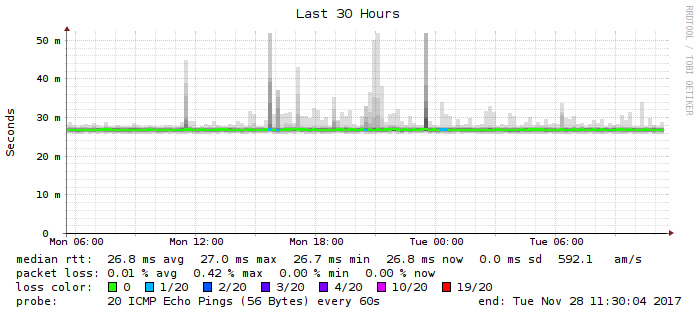 Last 30 Hours
RRDTOOL / TOBI OETIKER
Seconds
50 m
40 m
30 m
20 m
10 m
0
Mon 06:00 Mon 12:00 Mon 18:00 Tue 00:00 Tue 06:00
median rtt: 26.8 ms avg 27.0 ms max 26.7 ms min 26.8 ms now 0.0 ms sd 592.1 am/s
packet loss: 0.01 % avg 0.42 % max 0.00 % min 0.00 % now
loss color: 0 1/20 2/20 3/20 4/20 10/20 19/20
probe: 20 ICMP Echo Pings (56 Bytes) every 60s end: Tue Nov 28 11:30:04 2017